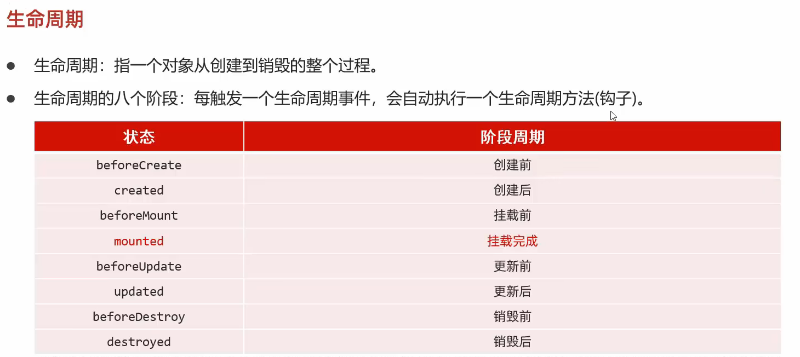 生命周期
● 生命周期：指一个对象从创建到销毁的整个过程。
● 生命周期的八个阶段：每触发一个生命周期事件，会自动执行一个生命周期方法(钩子)。
状态 阶段周期
beforeCreate 创建前
created 创建后
beforeMount 挂载前
mounted 挂载完成
beforeUpdate 更新前
updated 更新后
beforeDestroy 销毁前
destroyed 销毁后